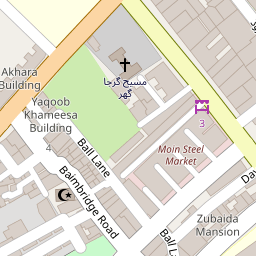 مسیح گرجا
گھر
Akhara
Building
Yaqoob
Khameesa
Building
3
4
Moin Steel
Market
Ball Lane
Bainbridge Road
Zubaida
Mansion
Ball L
Da